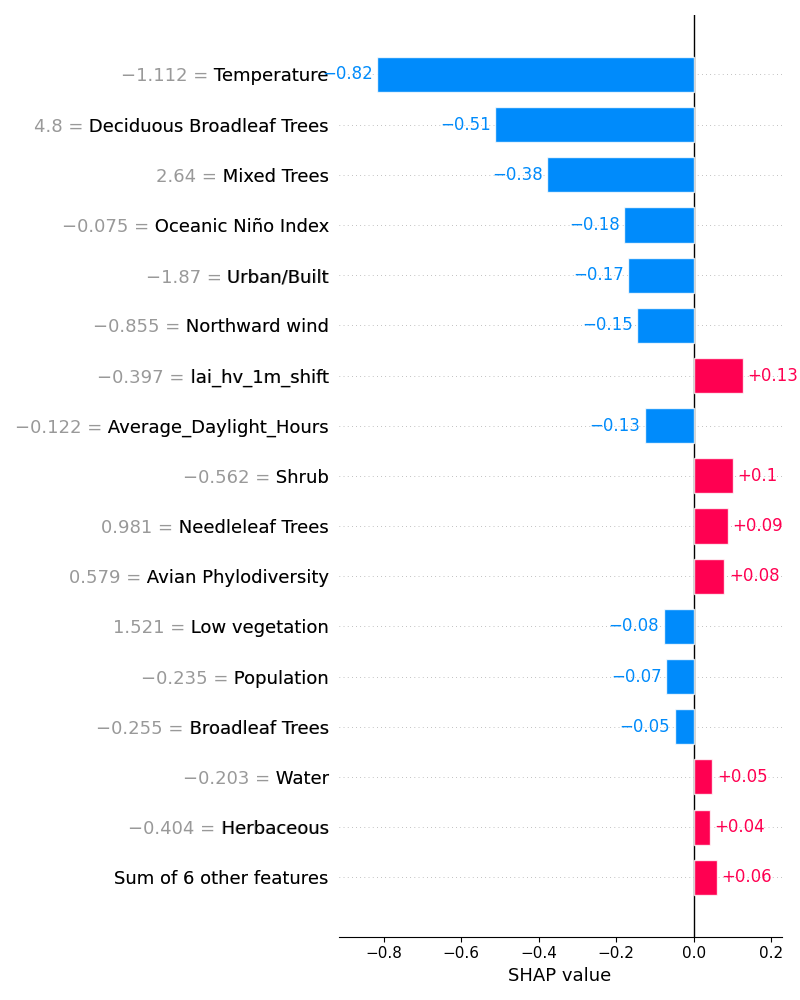 −1.112 = Temperature −0.82
4.8 = Deciduous Broadleaf Trees −0.51
2.64 = Mixed Trees −0.38
−0.075 = Oceanic Niño Index −0.18
−1.87 = Urban/Built −0.17
−0.855 = Northward wind −0.15
−0.397 = lai_hv_1m_shift +0.13
−0.122 = Average_Daylight_Hours −0.13
−0.562 = Shrub +0.1
0.981 = Needleleaf Trees +0.09
0.579 = Avian Phylodiversity +0.08
1.521 = Low vegetation −0.08
−0.235 = Population −0.07
−0.255 = Broadleaf Trees −0.05
−0.203 = Water +0.05
−0.404 = Herbaceous +0.04
Sum of 6 other features +0.06
−0.8 −0.6 −0.4 −0.2 0.0 0.2
SHAP value